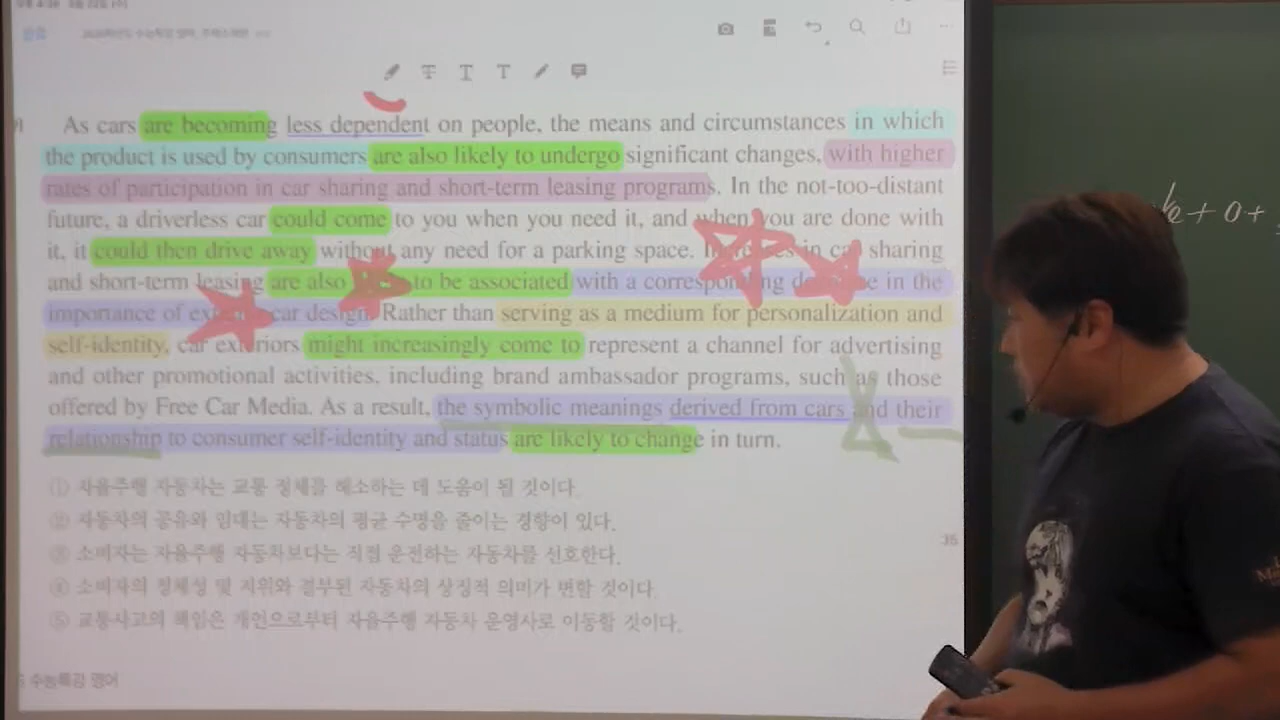 As cars are becoming less dependent on people, the means and circumstances in which
the product is used by consumers are also likely to undergo significant changes, with higher
rates of participation in car sharing and short-term leasing programs. In the not-too-distant
future, a driverless car could come to you when you need it, and when you are done with
it, it could then drive away without any need for a parking space. in car sharing
and short-term leasing are also to be associated with a corresponding in the
importance of car design. Rather than serving as a medium for personalization and
self-identity, car exteriors might increasingly come to represent a channel for advertising
and other promotional activities, including brand ambassador programs, such as those
offered by Free Car Media. As a result, the symbolic meanings derived from cars and their
relationship to consumer self-identity and status are likely to change in turn.
① 자율주행 자동차는 교통 정체를 해소하는 데 도움이 될 것이다.
② 자동차의 공유와 임대는 자동차의 평균 수명을 줄이는 경향이 있다.
③ 소비자는 자율주행 자동차보다는 직접 운전하는 자동차를 선호한다.
④ 소비자의 정체성 및 지위와 결부된 자동차의 상징적 의미가 변할 것이다.
⑤ 교통사고의 책임은 개인으로부터 자율주행 자동차 운영사로 이동할 것이다.
수능특강 영어